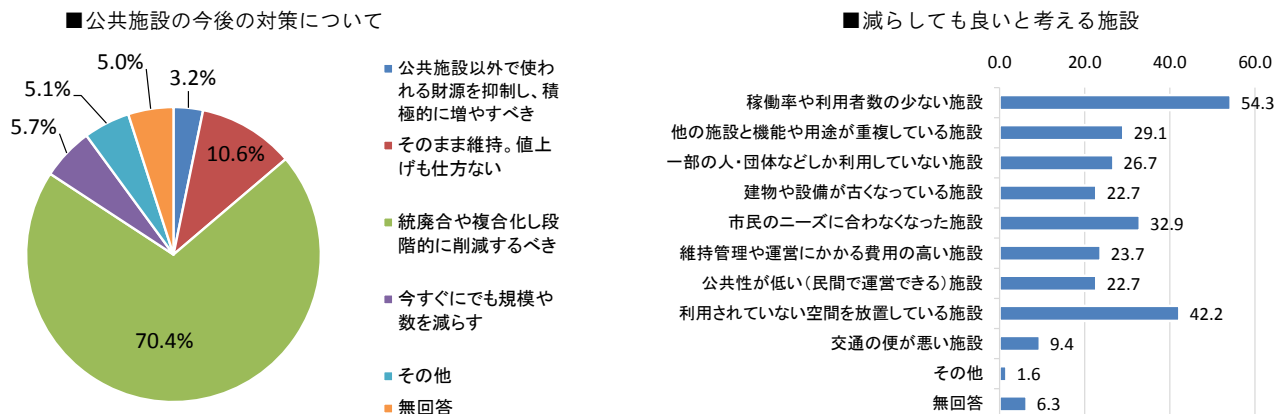 ■公共施設の今後の対策について
5.0%
3.2%
5.1%
5.7%
10.6%
70.4%
■公共施設以外で使わ
れる財源を抑制し、積
極的に増やすべき
■そのまま維持。値上
げも仕方ない
■統廃合や複合化し段
階的に削減するべき
■今すぐにでも規模や
数を減らす
■その他
■無回答
■減らしても良いと考える施設
0.0 20.0 40.0 60.0
稼働率や利用者数の少ない施設 54.3
他の施設と機能や用途が重複している施設 29.1
一部の人・団体などしか利用していない施設 26.7
建物や設備が古くなっている施設 22.7
市民のニーズに合わなくなった施設 32.9
維持管理や運営にかかる費用の高い施設 23.7
公共性が低い(民間で運営できる)施設 22.7
利用されていない空間を放置している施設 42.2
交通の便が悪い施設 9.4
その他 1.6
無回答 6.3